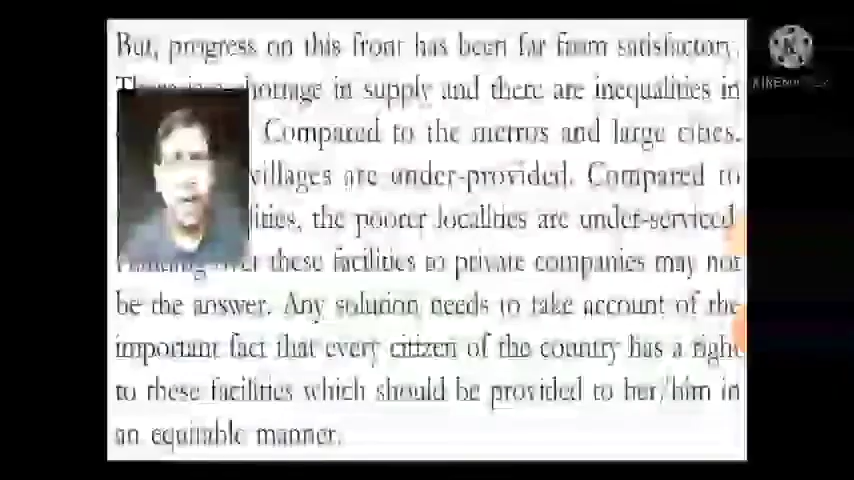 But, progress on this front has been far from satisfactory.
shortage in supply and there are inequalities in
Compared to the metros and large cities,
villages are under-provided. Compared to
the poorer localities are under-serviced.
these facilities to private companies may not
be the answer. Any solution needs to take account of the
important fact that every citizen of the country has a right
to these facilities which should be provided to her/him in
an equitable manner.
K